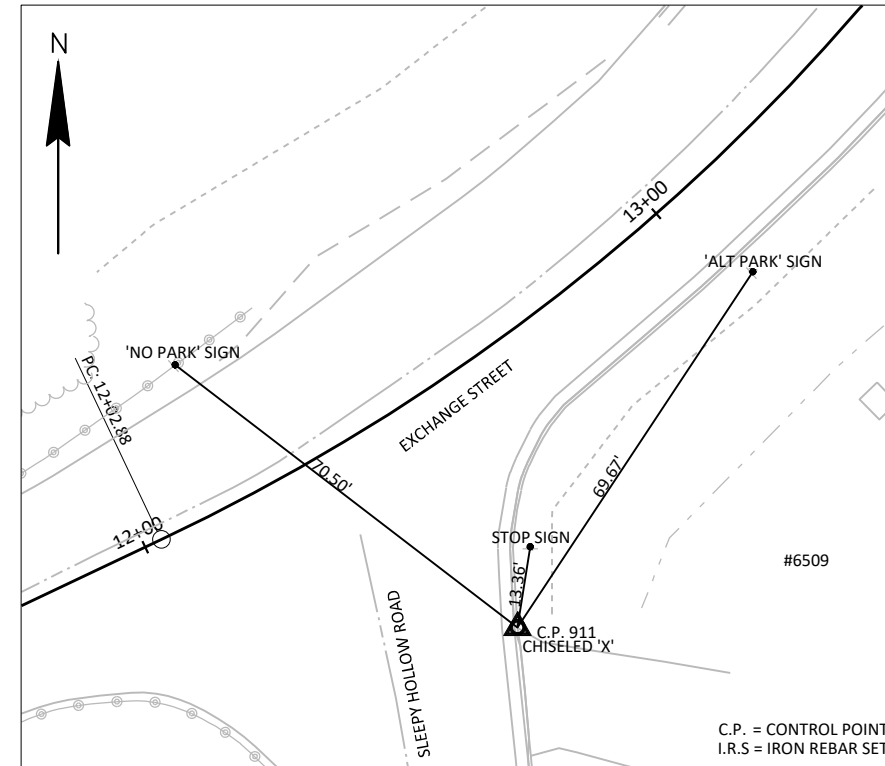 N
13+00
'ALT PARK' SIGN
'NO PARK' SIGN
PC: 12+02.88
EXCHANGE STREET
70.50'
69.67'
12+00
STOP SIGN
13.36'
#6509
SLEEPY HOLLOW ROAD
C.P. 911
CHISELED 'X'
C.P. = CONTROL POINT
I.R.S = IRON REBAR SET